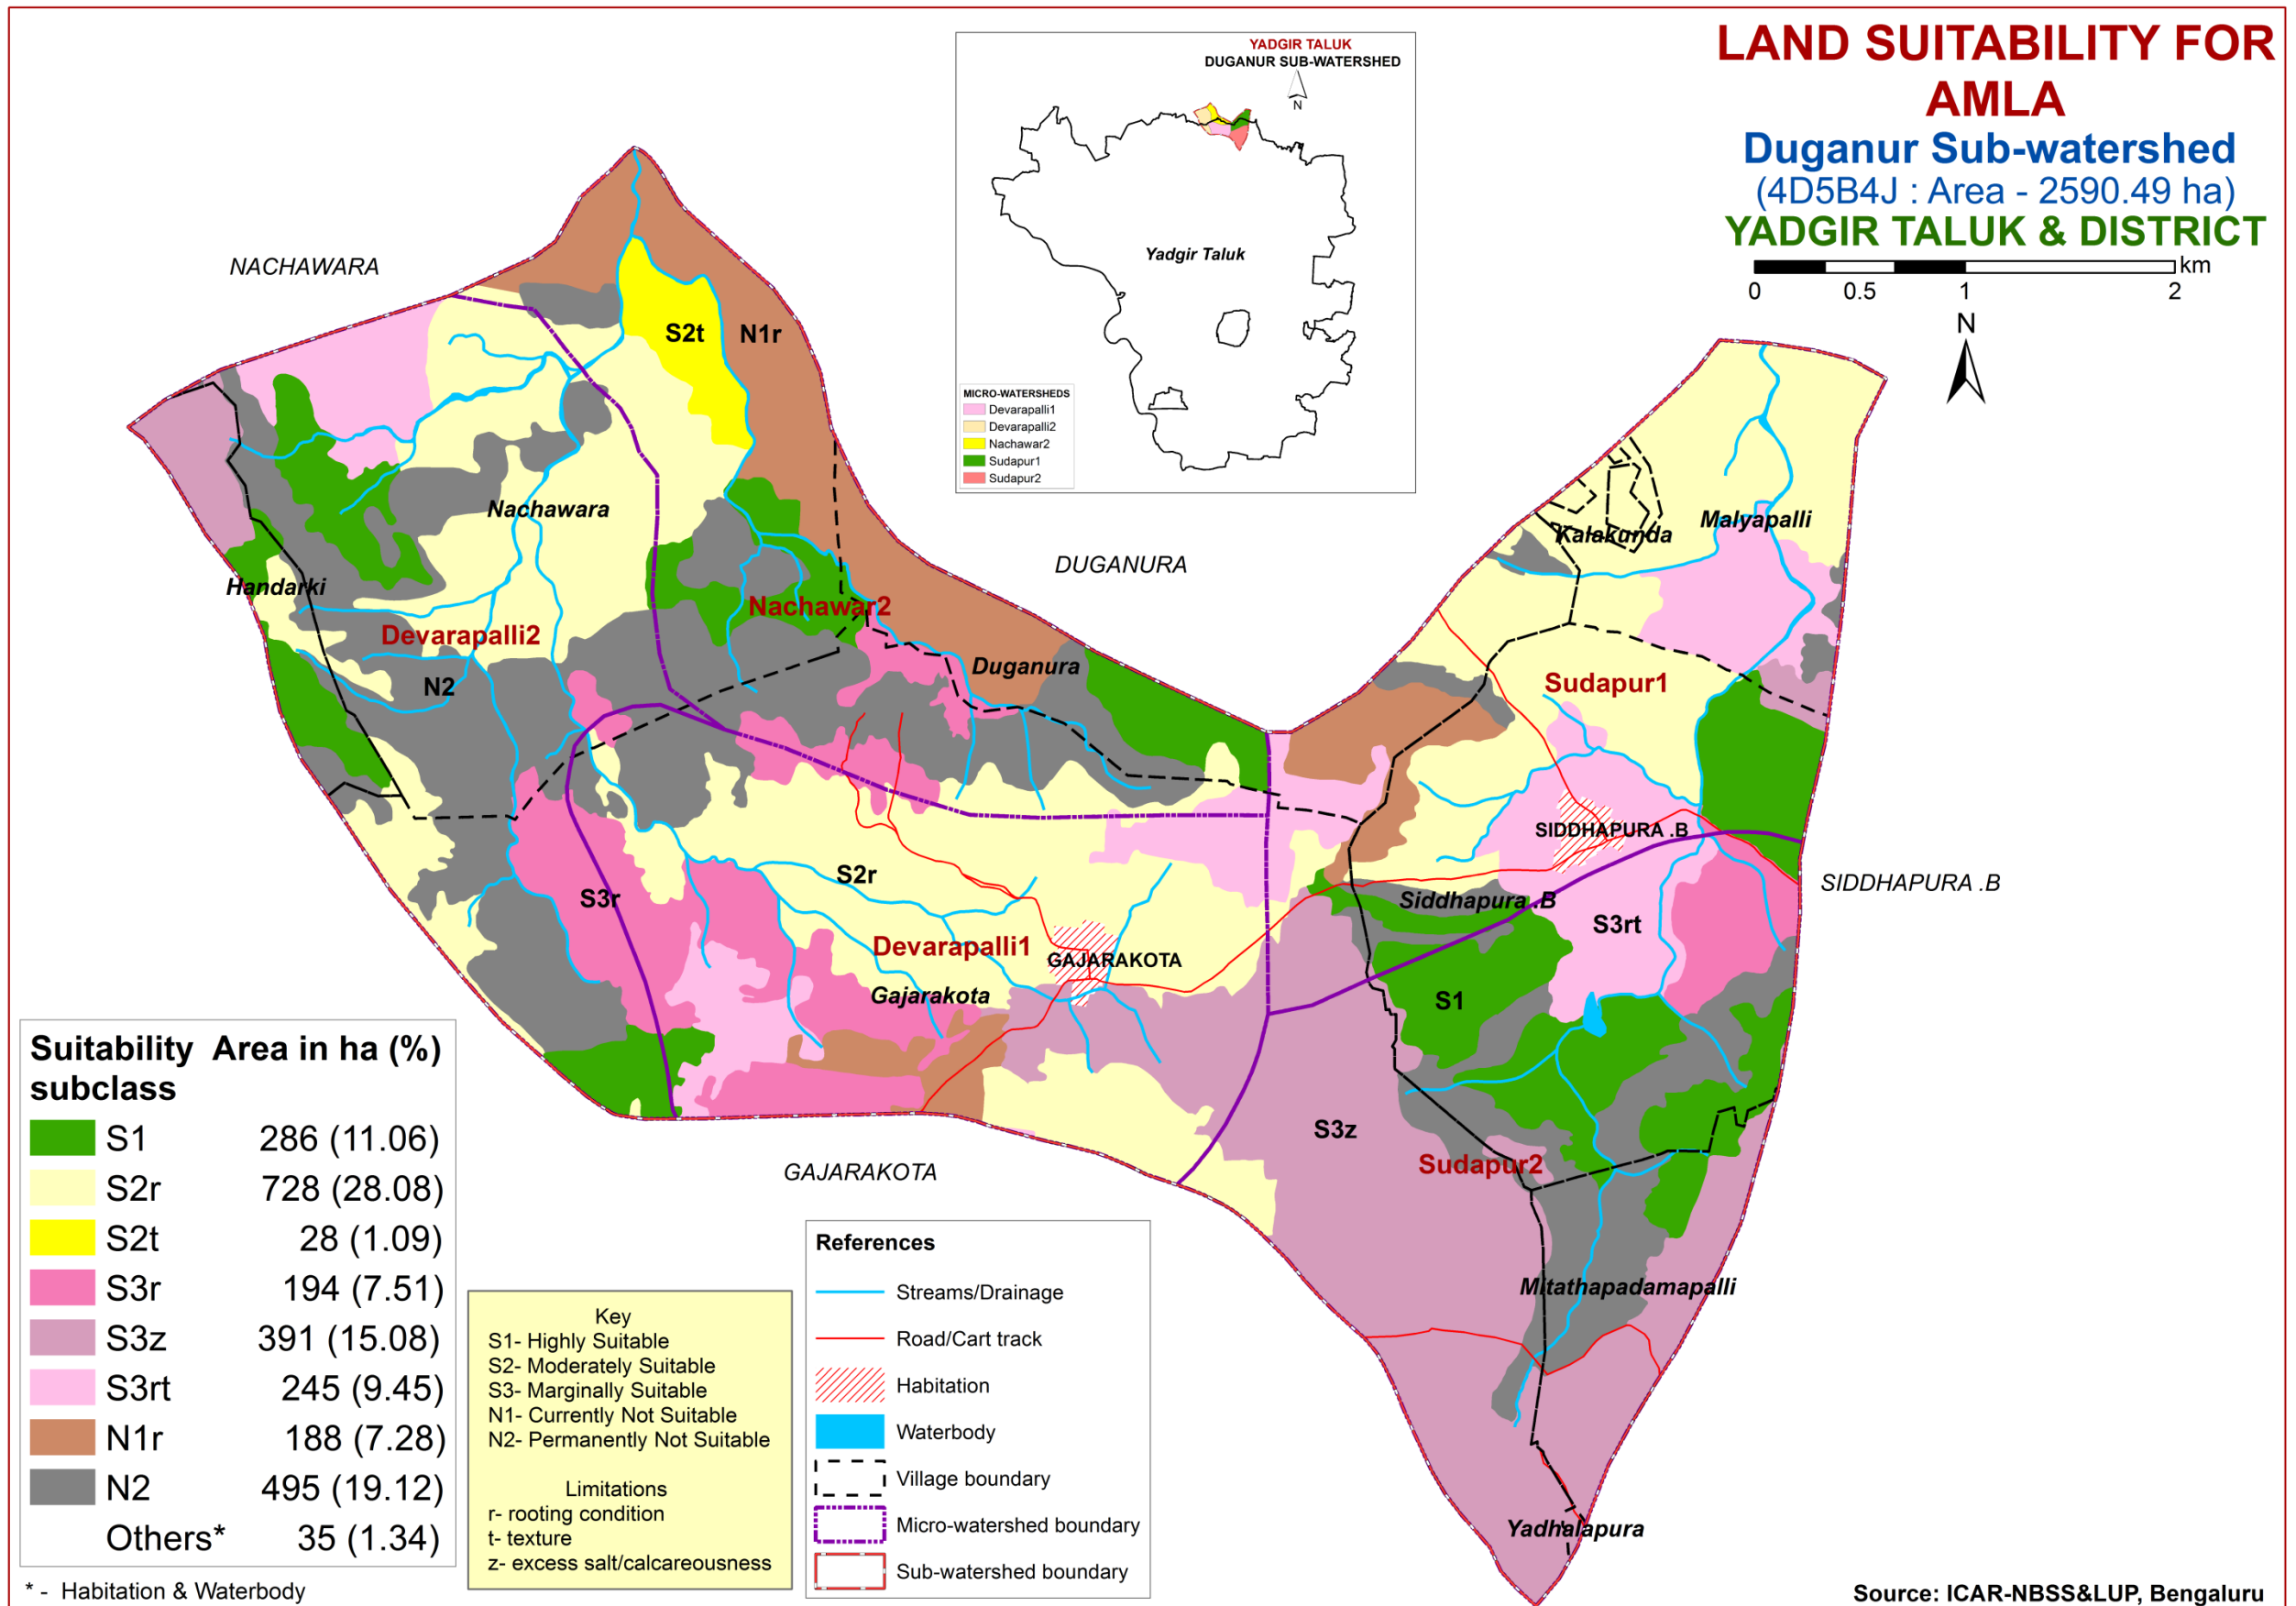 LAND SUITABILITY FOR
AMLA
Duganur Sub-watershed
(4D5B4J : Area - 2590.49 ha)
YADGIR TALUK & DISTRICT
km
0 0.5 1 2
N
YADGIR TALUK
DUGANUR SUB-WATERSHED
N
Yadgir Taluk
MICRO-WATERSHEDS
Devarapalli1
Devarapalli2
Nachawar2
Sudapur1
Sudapur2
NACHAWARA
S2t
N1r
Nachawara
Handarki
Devarapalli2
N2
Nachawar2
DUGANURA
Duganura
Kalakunda
Malyapalli
Sudapur1
SIDDHAPURA .B
SIDDHAPURA .B
Siddhapura .B
S3rt
S2r
S3r
Devarapalli1
GAJARAKOTA
Gajarakota
S1
S3z
Sudapur2
GAJARAKOTA
Mitathapadamapalli
Yadhalapura
Suitability Area in ha (%)
subclass
S1 286 (11.06)
S2r 728 (28.08)
S2t 28 (1.09)
S3r 194 (7.51)
S3z 391 (15.08)
S3rt 245 (9.45)
N1r 188 (7.28)
N2 495 (19.12)
Others* 35 (1.34)
* - Habitation & Waterbody
Key
S1- Highly Suitable
S2- Moderately Suitable
S3- Marginally Suitable
N1- Currently Not Suitable
N2- Permanently Not Suitable
Limitations
r- rooting condition
t- texture
z- excess salt/calcareousness
References
Streams/Drainage
Road/Cart track
Habitation
Waterbody
Village boundary
Micro-watershed boundary
Sub-watershed boundary
Source: ICAR-NBSS&LUP, Bengaluru